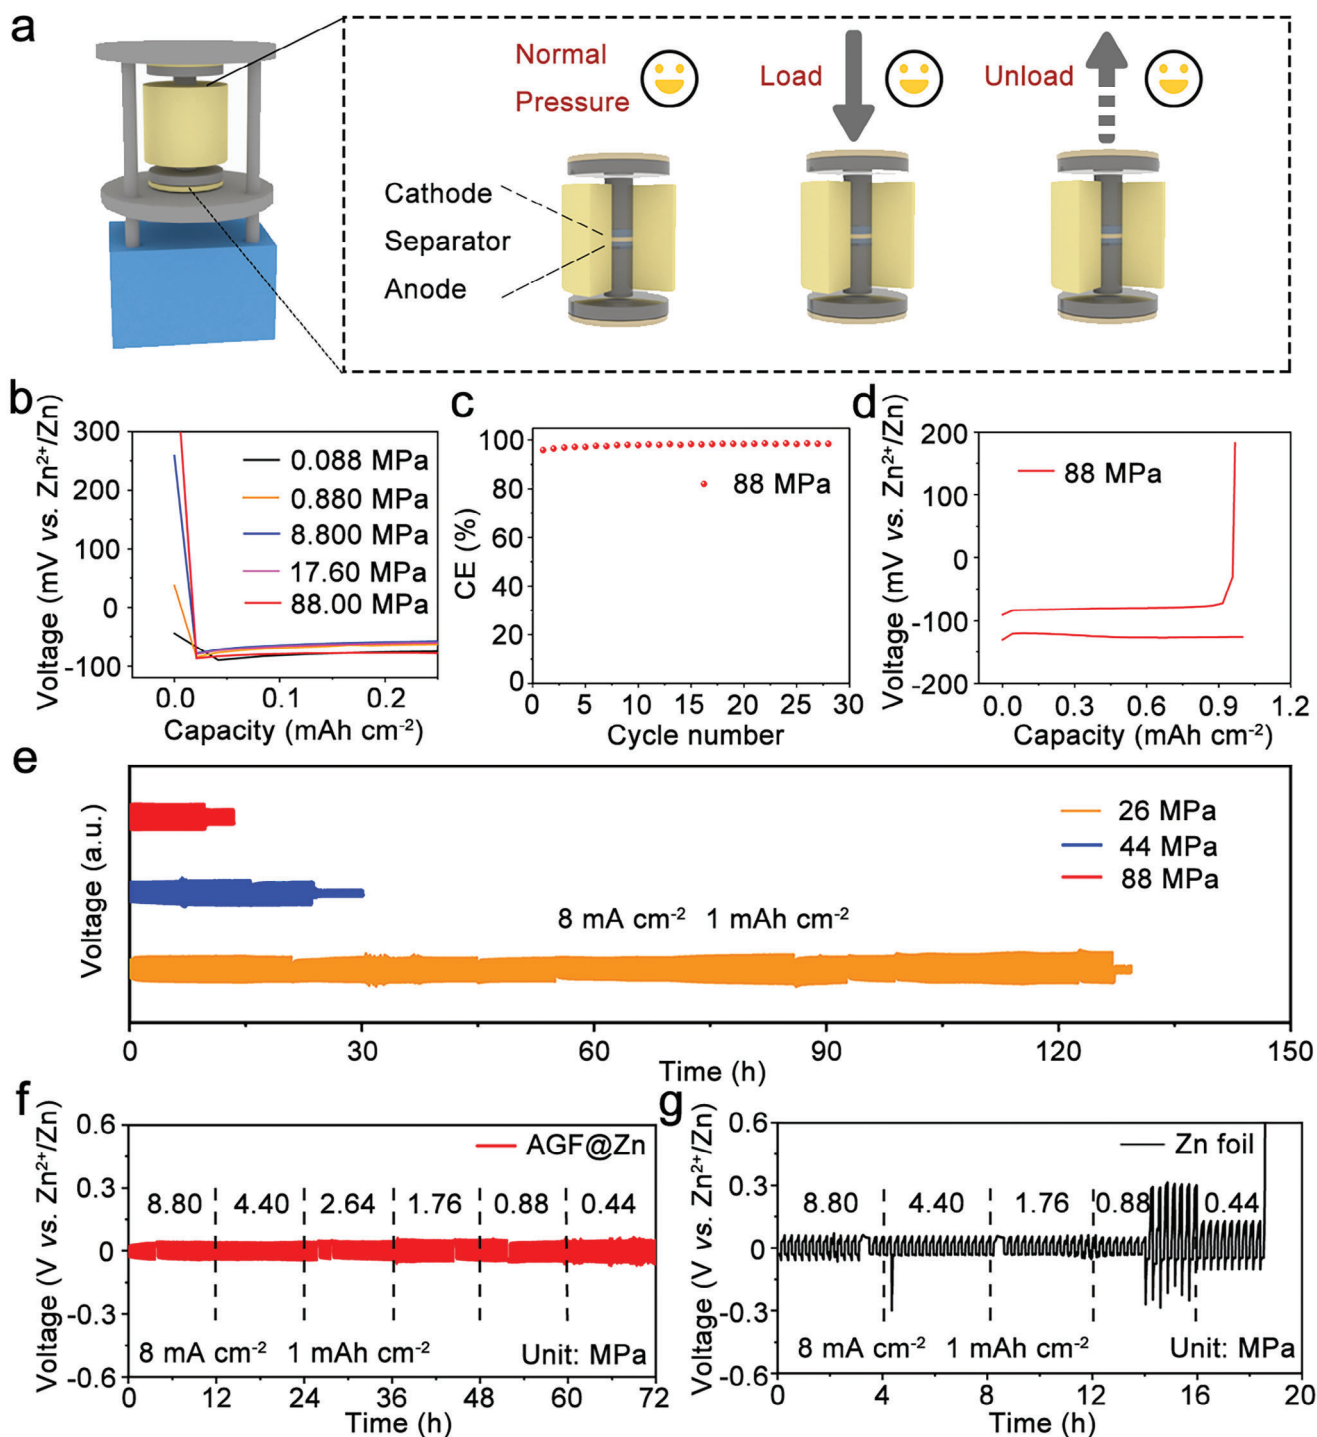 a
Normal
Pressure
Load
Unload
Cathode
Separator
Anode
b
Voltage (mV vs. Zn²⁺/Zn)
300
200
100
0
-100
0.088 MPa
0.880 MPa
8.800 MPa
17.60 MPa
88.00 MPa
0.0 0.1 0.2
Capacity (mAh cm⁻²)
c
CE (%)
100
80
60
40
20
0
88 MPa
0 5 10 15 20 25 30
Cycle number
d
Voltage (mV vs. Zn²⁺/Zn)
200
100
0
-100
-200
88 MPa
0.0 0.3 0.6 0.9 1.2
Capacity (mAh cm⁻²)
e
Voltage (a.u.)
26 MPa
44 MPa
88 MPa
8 mA cm⁻² 1 mAh cm⁻²
0 30 60 90 120 150
Time (h)
f
Voltage (V vs. Zn²⁺/Zn)
0.6
0.3
0
-0.3
-0.6
AGF@Zn
8.80 4.40 2.64 1.76 0.88 0.44
8 mA cm⁻² 1 mAh cm⁻² Unit: MPa
0 12 24 36 48 60 72
Time (h)
g
Voltage (V vs. Zn²⁺/Zn)
0.6
0.3
0
-0.3
-0.6
Zn foil
8.80 4.40 1.76 0.88 0.44
8 mA cm⁻² 1 mAh cm⁻² Unit: MPa
0 4 8 12 16 20
Time (h)